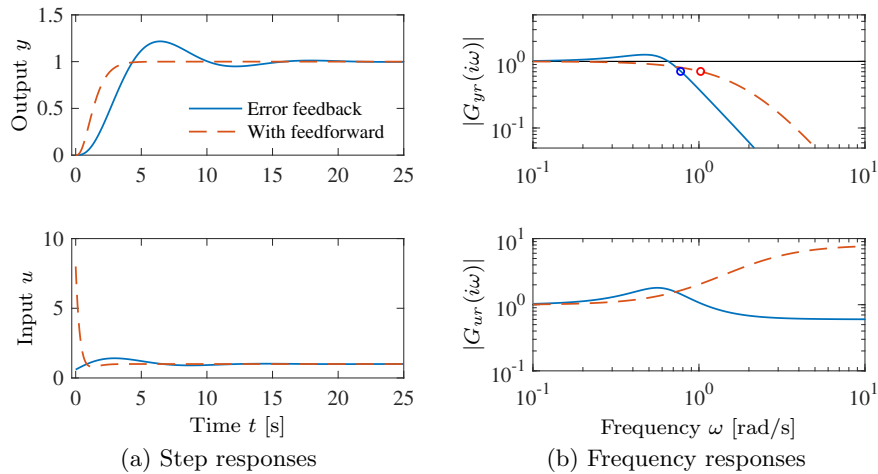 1.5
1
0.5
0
Output y
Error feedback
With feedforward
0 5 10 15 20 25
10
5
0
Input u
0 5 10 15 20 25
Time t [s]
(a) Step responses
10^0
10^-1
|G_yr(iω)|
10^-1 10^0 10^1
10^1
10^0
10^-1
|G_ur(iω)|
10^-1 10^0 10^1
Frequency ω [rad/s]
(b) Frequency responses